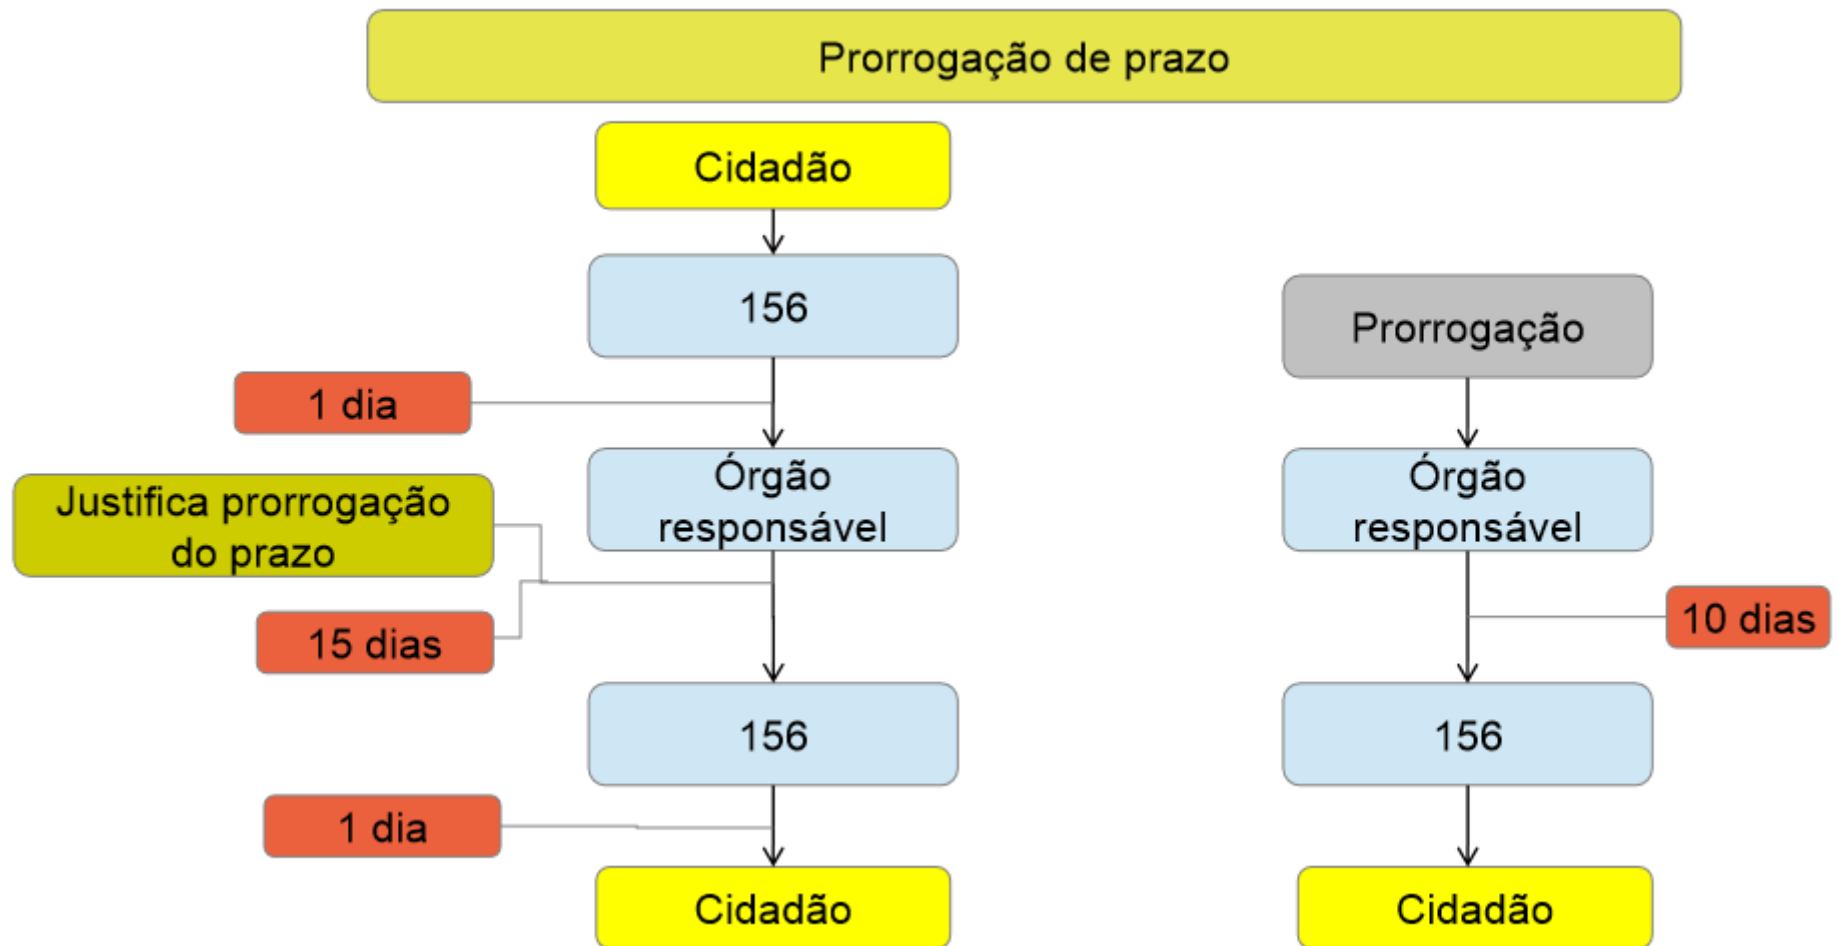 Prorrogação de prazo
Cidadão
156
Prorrogação
1 dia
Órgão
responsável
Órgão
responsável
Justifica prorrogação
do prazo
15 dias
10 dias
156
156
1 dia
Cidadão
Cidadão